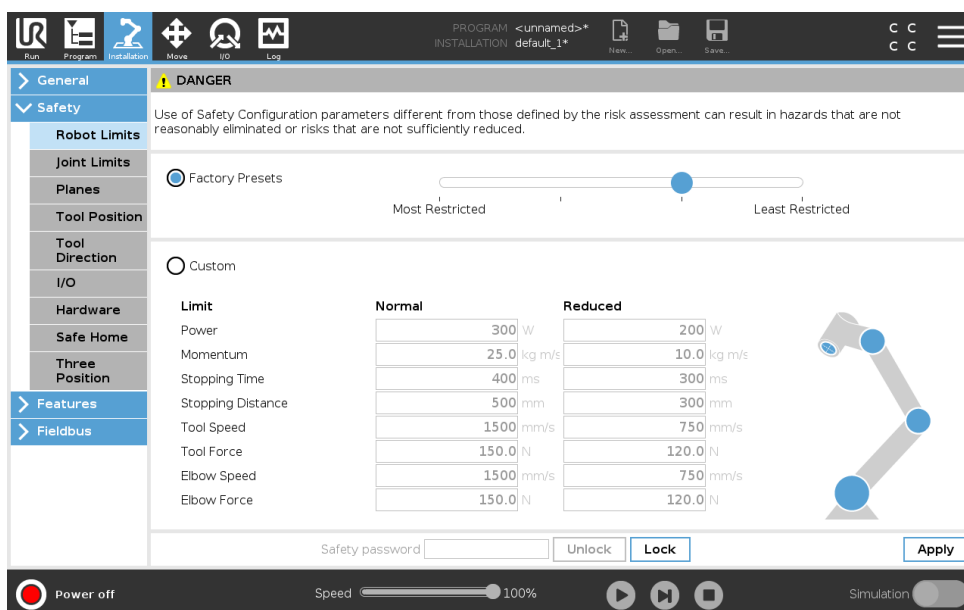 PROGRAM <unnamed>*
INSTALLATION default_1*
UR
Run Program Installation Move I/O Log New... Open... Save...
C C
C C
General
Safety
Robot Limits
Joint Limits
Planes
Tool Position
Tool
Direction
I/O
Hardware
Safe Home
Three
Position
Features
Fieldbus
DANGER
Use of Safety Configuration parameters different from those defined by the risk assessment can result in hazards that are not
reasonably eliminated or risks that are not sufficiently reduced.
Factory Presets
Most Restricted Least Restricted
Custom
Limit Normal Reduced
Power 300 W 200 W
Momentum 25.0 kg m/s 10.0 kg m/s
Stopping Time 400 ms 300 ms
Stopping Distance 500 mm 300 mm
Tool Speed 1500 mm/s 750 mm/s
Tool Force 150.0 N 120.0 N
Elbow Speed 1500 mm/s 750 mm/s
Elbow Force 150.0 N 120.0 N
Safety password Unlock Lock Apply
Power off Speed 100% Simulation